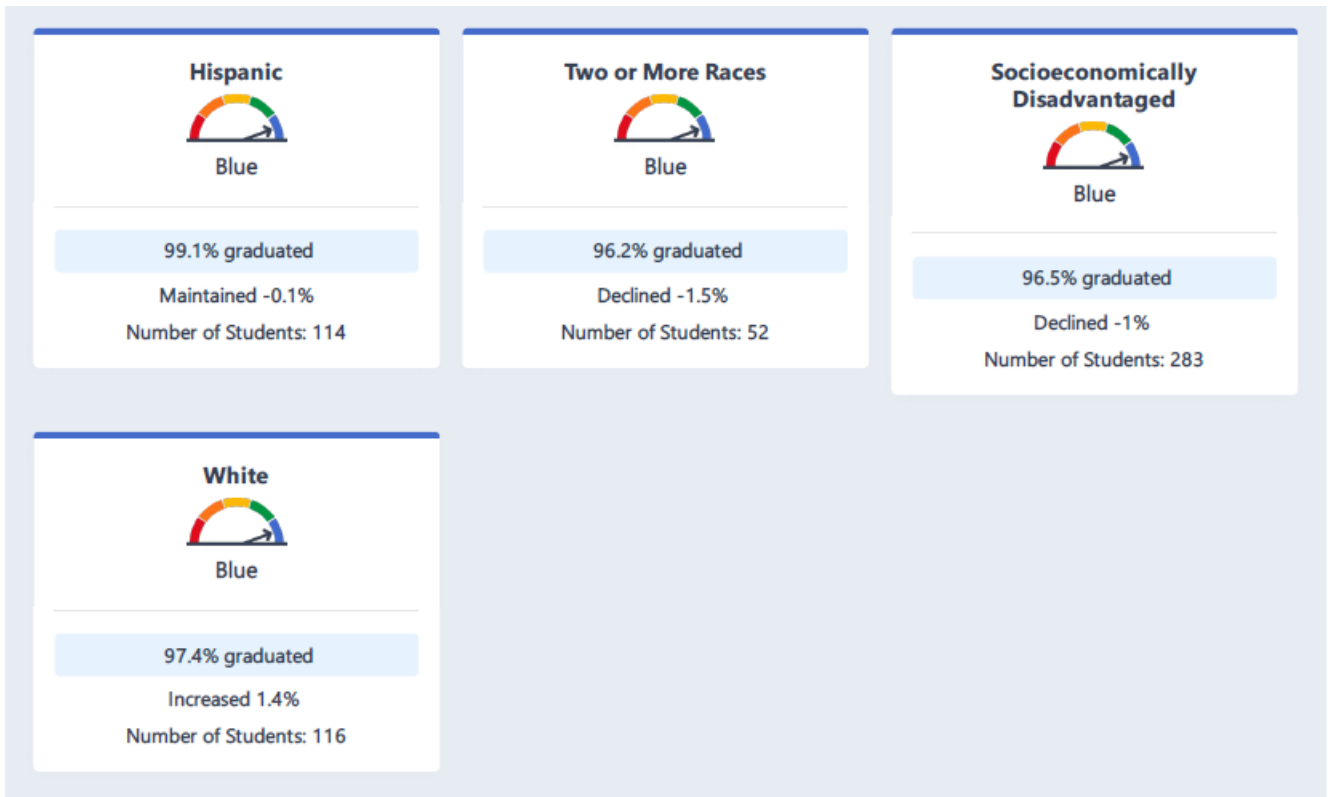 Hispanic
Blue
99.1% graduated
Maintained -0.1%
Number of Students: 114
Two or More Races
Blue
96.2% graduated
Declined -1.5%
Number of Students: 52
Socioeconomically
Disadvantaged
Blue
96.5% graduated
Declined -1%
Number of Students: 283
White
Blue
97.4% graduated
Increased 1.4%
Number of Students: 116